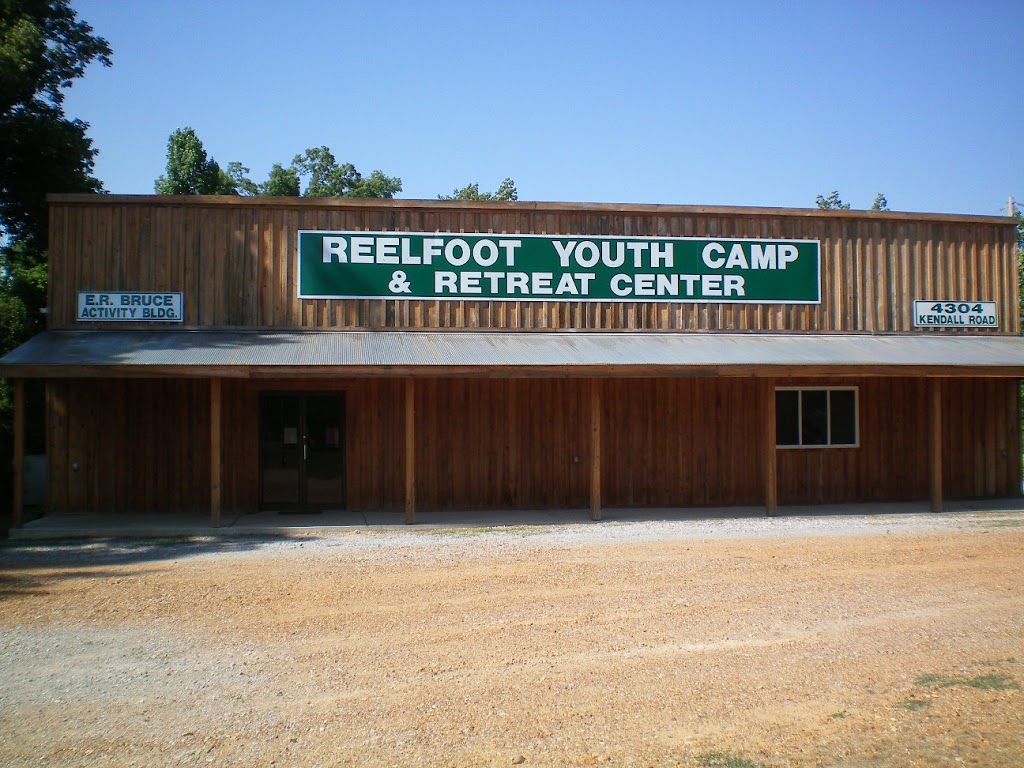 REELFOOT YOUTH CAMP
& RETREAT CENTER
E.R. BRUCE
ACTIVITY BLDG.
4304
KENDALL ROAD